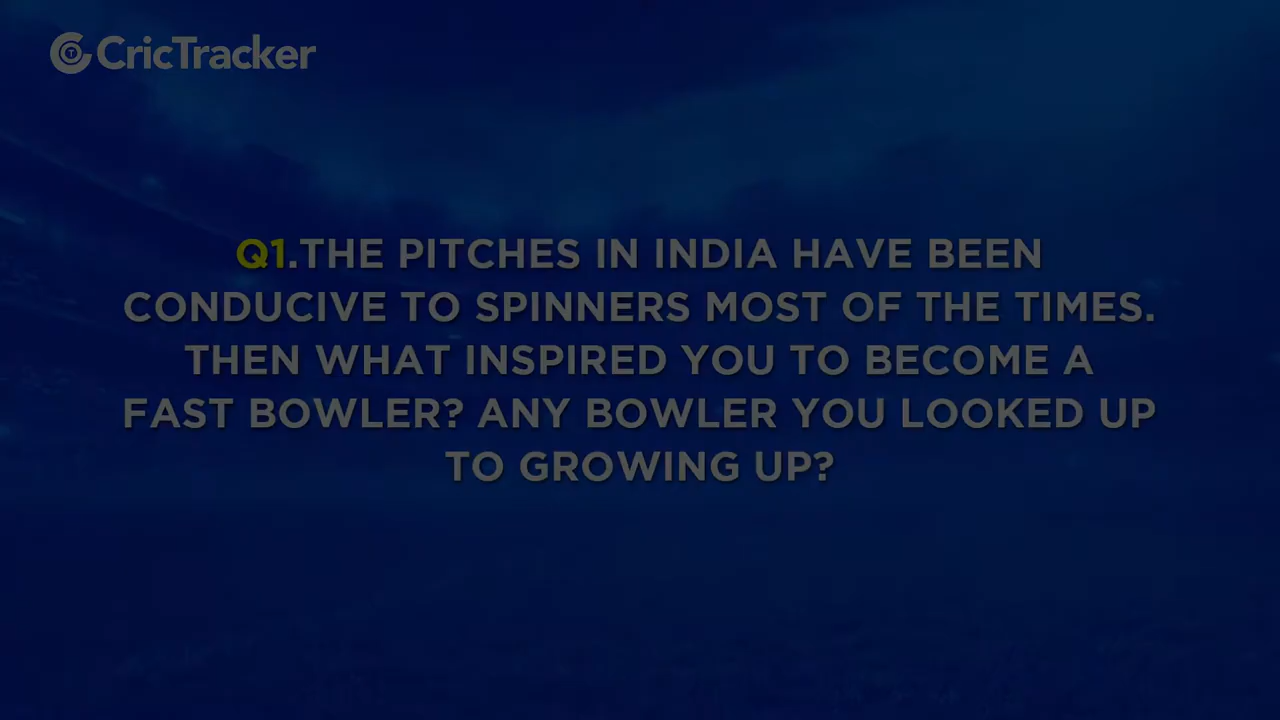 CricTracker
Q1.THE PITCHES IN INDIA HAVE BEEN
CONDUCIVE TO SPINNERS MOST OF THE TIMES.
THEN WHAT INSPIRED YOU TO BECOME A
FAST BOWLER? ANY BOWLER YOU LOOKED UP
TO GROWING UP?